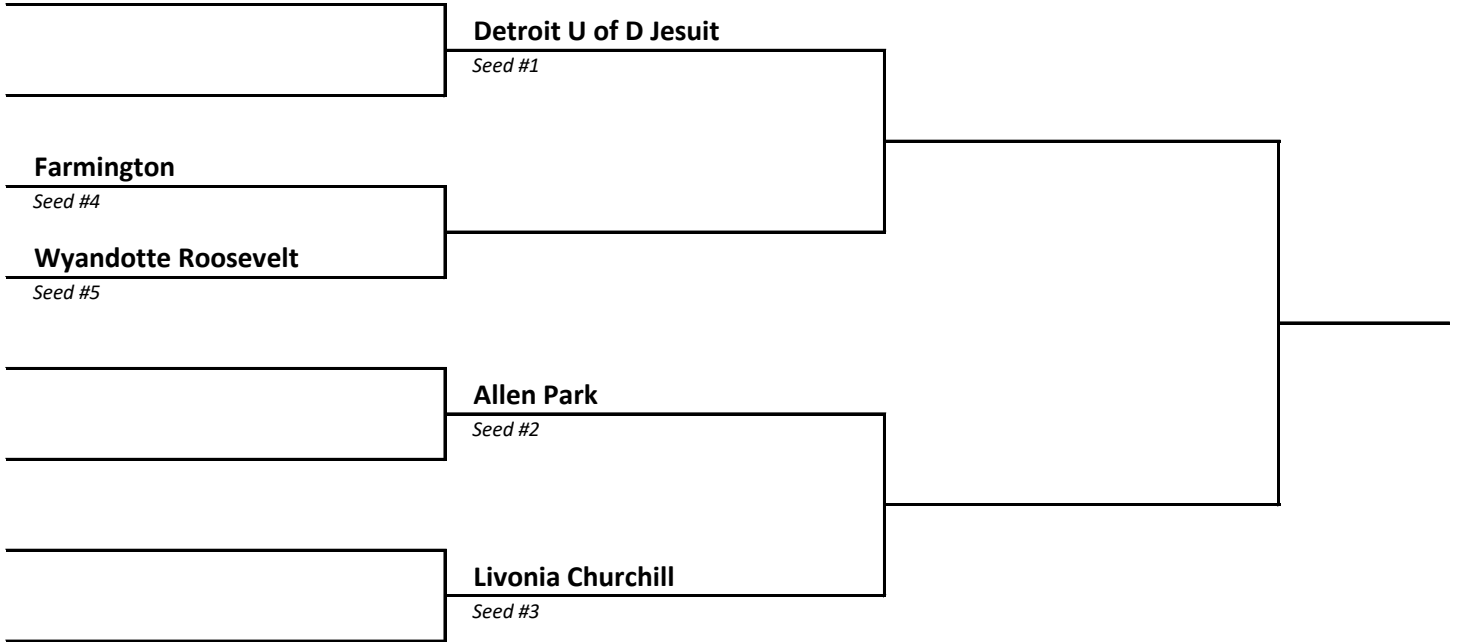 Detroit U of D Jesuit
Seed #1
Farmington
Seed #4
Wyandotte Roosevelt
Seed #5
Allen Park
Seed #2
Livonia Churchill
Seed #3